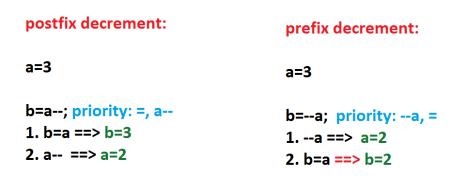 postfix decrement:
a=3
b=a--; priority: =, a--
1. b=a ==> b=3
2. a-- ==> a=2
prefix decrement:
a=3
b=--a; priority: --a, =
1. --a ==> a=2
2. b=a ==> b=2